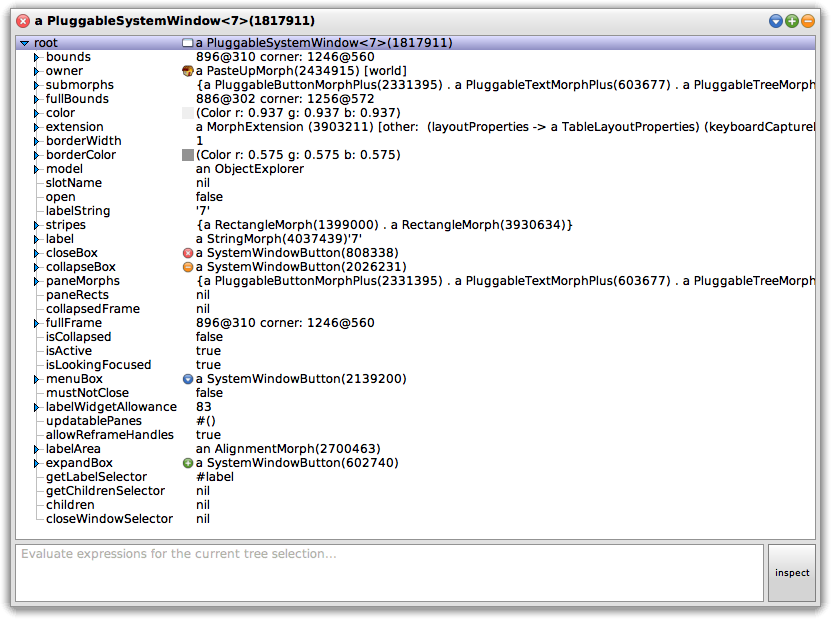 a PluggableSystemWindow<7>(1817911)
root a PluggableSystemWindow<7>(1817911)
bounds 896@310 corner: 1246@560
owner a PasteUpMorph(2434915) [world]
submorphs {a PluggableButtonMorphPlus(2331395) . a PluggableTextMorphPlus(603677) . a PluggableTreeMorph
fullBounds 886@302 corner: 1256@572
color (Color r: 0.937 g: 0.937 b: 0.937)
extension a MorphExtension (3903211) [other: (layoutProperties -> a TableLayoutProperties) (keyboardCapture
borderWidth 1
borderColor (Color r: 0.575 g: 0.575 b: 0.575)
model an ObjectExplorer
slotName nil
open false
labelString '7'
stripes {a RectangleMorph(1399000) . a RectangleMorph(3930634)}
label a StringMorph(4037439)'7'
closeBox a SystemWindowButton(808338)
collapseBox a SystemWindowButton(2026231)
paneMorphs {a PluggableButtonMorphPlus(2331395) . a PluggableTextMorphPlus(603677) . a PluggableTreeMorph
paneRects nil
collapsedFrame nil
fullFrame 896@310 corner: 1246@560
isCollapsed false
isActive true
isLookingFocused true
menuBox a SystemWindowButton(2139200)
mustNotClose false
labelWidgetAllowance 83
updatablePanes #()
allowReframeHandles true
labelArea an AlignmentMorph(2700463)
expandBox a SystemWindowButton(602740)
getLabelSelector #label
getChildrenSelector nil
children nil
closeWindowSelector nil
Evaluate expressions for the current tree selection...
inspect